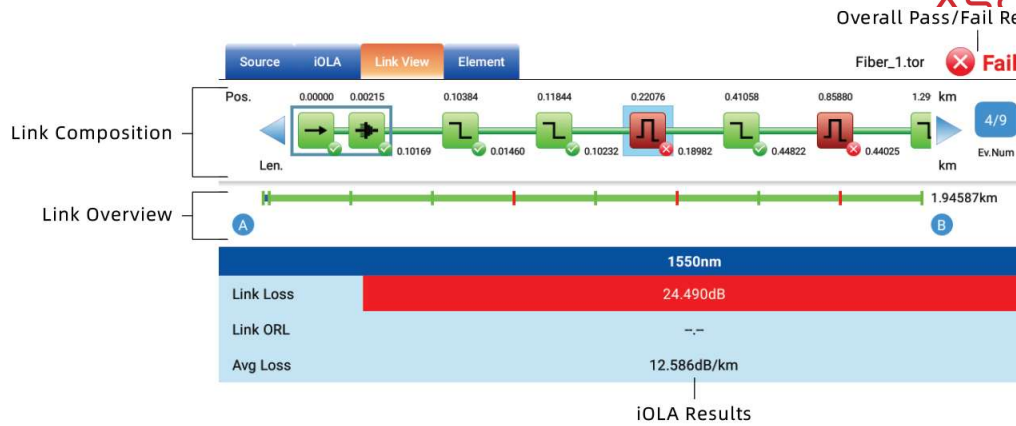 Overall Pass/Fail Re
Source iOLA Link View Element
Fiber_1.tor Fail
Pos. 0.00000 0.00215 0.10384 0.11844 0.22076 0.41058 0.85880 1.29 km
4/9
Link Composition
0.10169 0.01460 0.10232 0.18982 0.44822 0.44025
Ev.Num
Len. km
1.94587km
Link Overview
A B
1550nm
Link Loss 24.490dB
Link ORL --.--
Avg Loss 12.586dB/km
iOLA Results